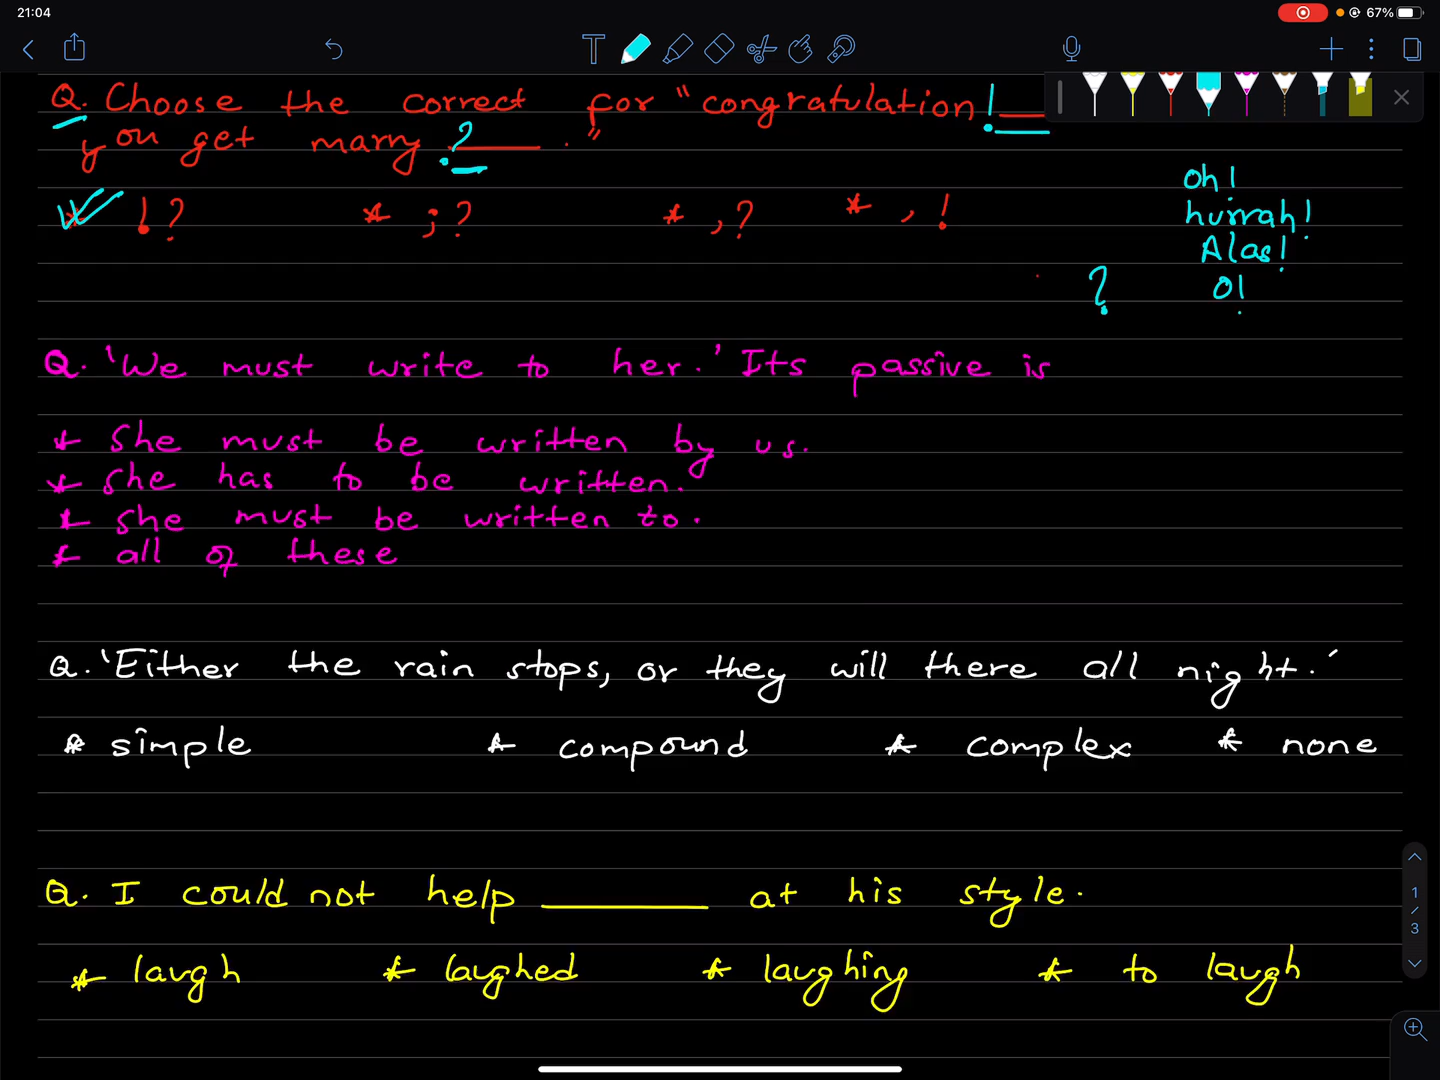 21:04
67%
Q. Choose the correct for "congratulation!
you get marry ? ."
* !? * ;? * ,? * , !
oh!
hurrah!
Alas!
? O!
Q. 'We must write to her.' Its passive is
* She must be written by us.
* she has to be written.
* she must be written to.
* all of these
Q. 'Either the rain stops, or they will there all night.'
* simple * compound * complex * none
Q. I could not help ______ at his style.
* laugh * laughed * laughing * to laugh
1
/
3